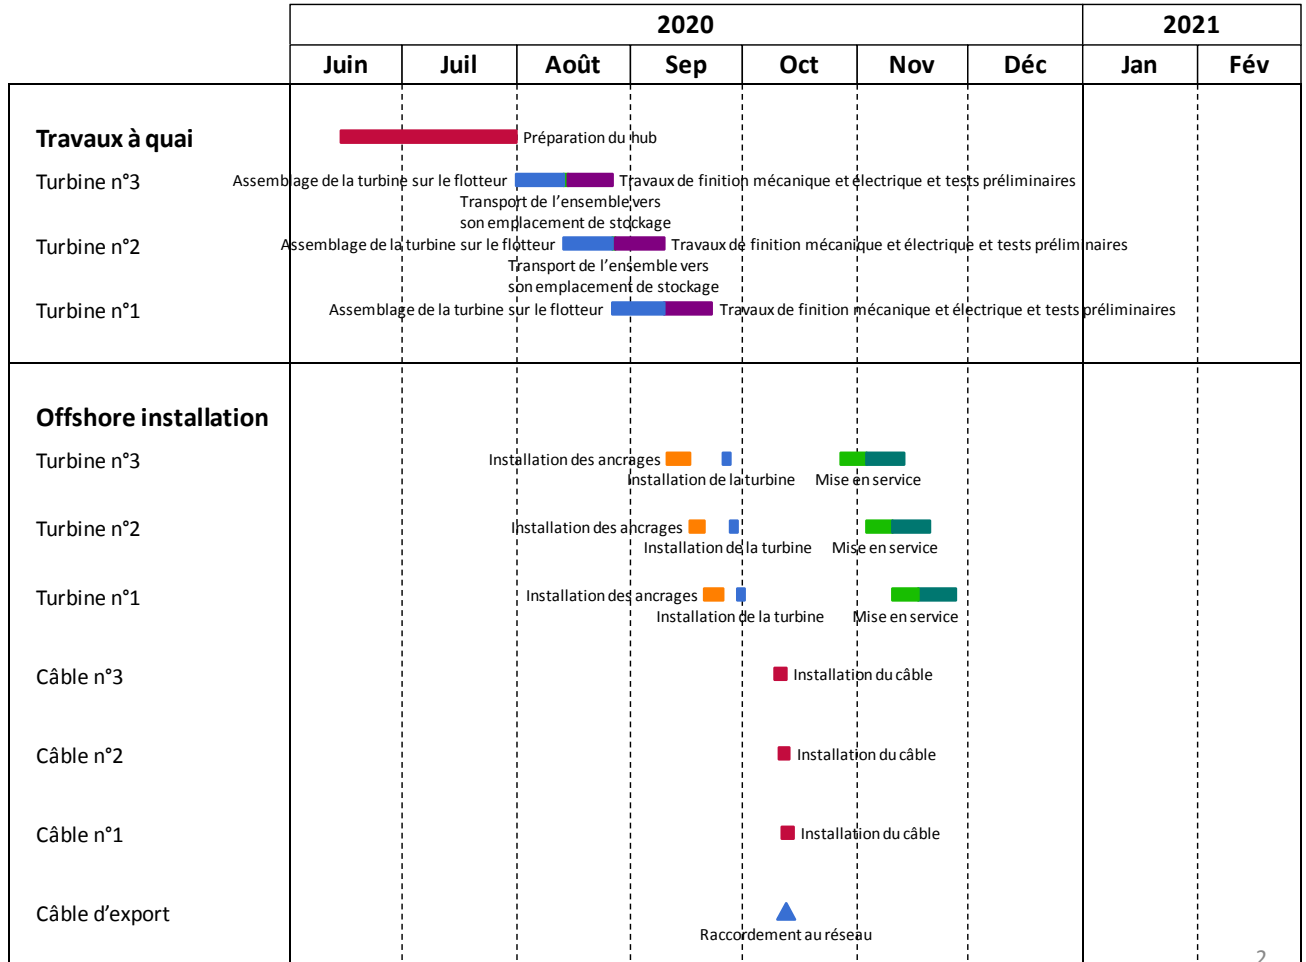 2020 2021
Juin Juil Août Sep Oct Nov Déc Jan Fév
Travaux à quai
Préparation du hub
Turbine n°3
Assemblage de la turbine sur le flotteur
Travaux de finition mécanique et électrique et tests préliminaires
Transport de l’ensemble vers
son emplacement de stockage
Turbine n°2
Assemblage de la turbine sur le flotteur
Travaux de finition mécanique et électrique et tests préliminaires
Transport de l’ensemble vers
son emplacement de stockage
Turbine n°1
Assemblage de la turbine sur le flotteur
Travaux de finition mécanique et électrique et tests préliminaires
Offshore installation
Turbine n°3
Installation des ancrages
Installation de la turbine
Mise en service
Turbine n°2
Installation des ancrages
Installation de la turbine
Mise en service
Turbine n°1
Installation des ancrages
Installation de la turbine
Mise en service
Câble n°3
Installation du câble
Câble n°2
Installation du câble
Câble n°1
Installation du câble
Câble d’export
Raccordement au réseau
2